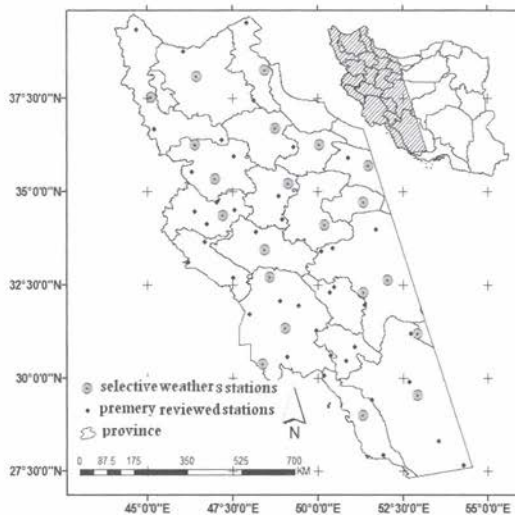 37°30'0"N
35°0'0"N
32°30'0"N
30°0'0"N
27°30'0"N
selective weathers stations
premery reviewed stations
province
N
0 87.5 175 350 525 700
KM
45°0'0"E 47°30'0"E 50°0'0"E 52°30'0"E 55°0'0"E